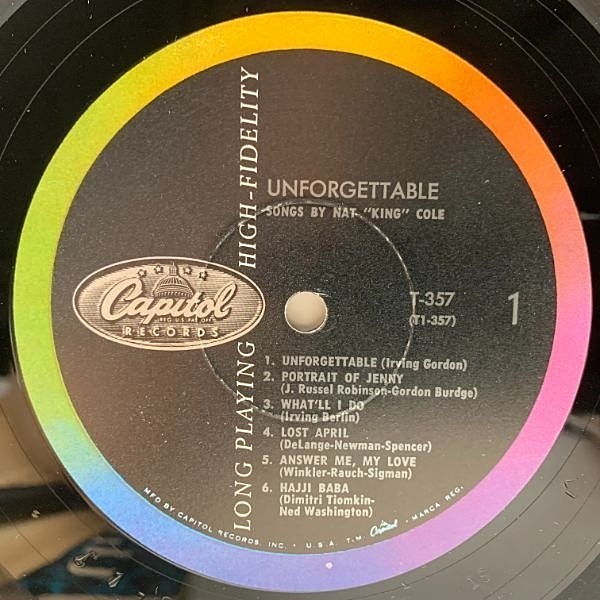 LONG PLAYING HIGH-FIDELITY
UNFORGETTABLE
SONGS BY NAT "KING" COLE
Capitol
REG. U.S. PAT. OFF.
RECORDS
T-357
(T1-357)
1
1. UNFORGETTABLE (Irving Gordon)
2. PORTRAIT OF JENNY
(J. Russel Robinson-Gordon Burdge)
3. WHAT'LL I DO
(Irving Berlin)
4. LOST APRIL
(DeLange-Newman-Spencer)
5. ANSWER ME, MY LOVE
(Winkler-Rauch-Sigman)
6. HAJJI BABA
(Dimitri Tiomkin-
Ned Washington)
MFD BY CAPITOL RECORDS, INC. • U.S.A. T.M. Capitol • MARCA REG.